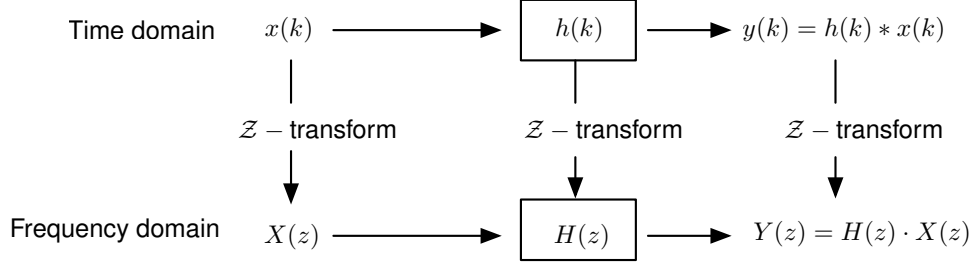 Time domain x(k) h(k) y(k) = h(k) ∗ x(k)
𝒵 − transform 𝒵 − transform 𝒵 − transform
Frequency domain X(z) H(z) Y(z) = H(z) · X(z)